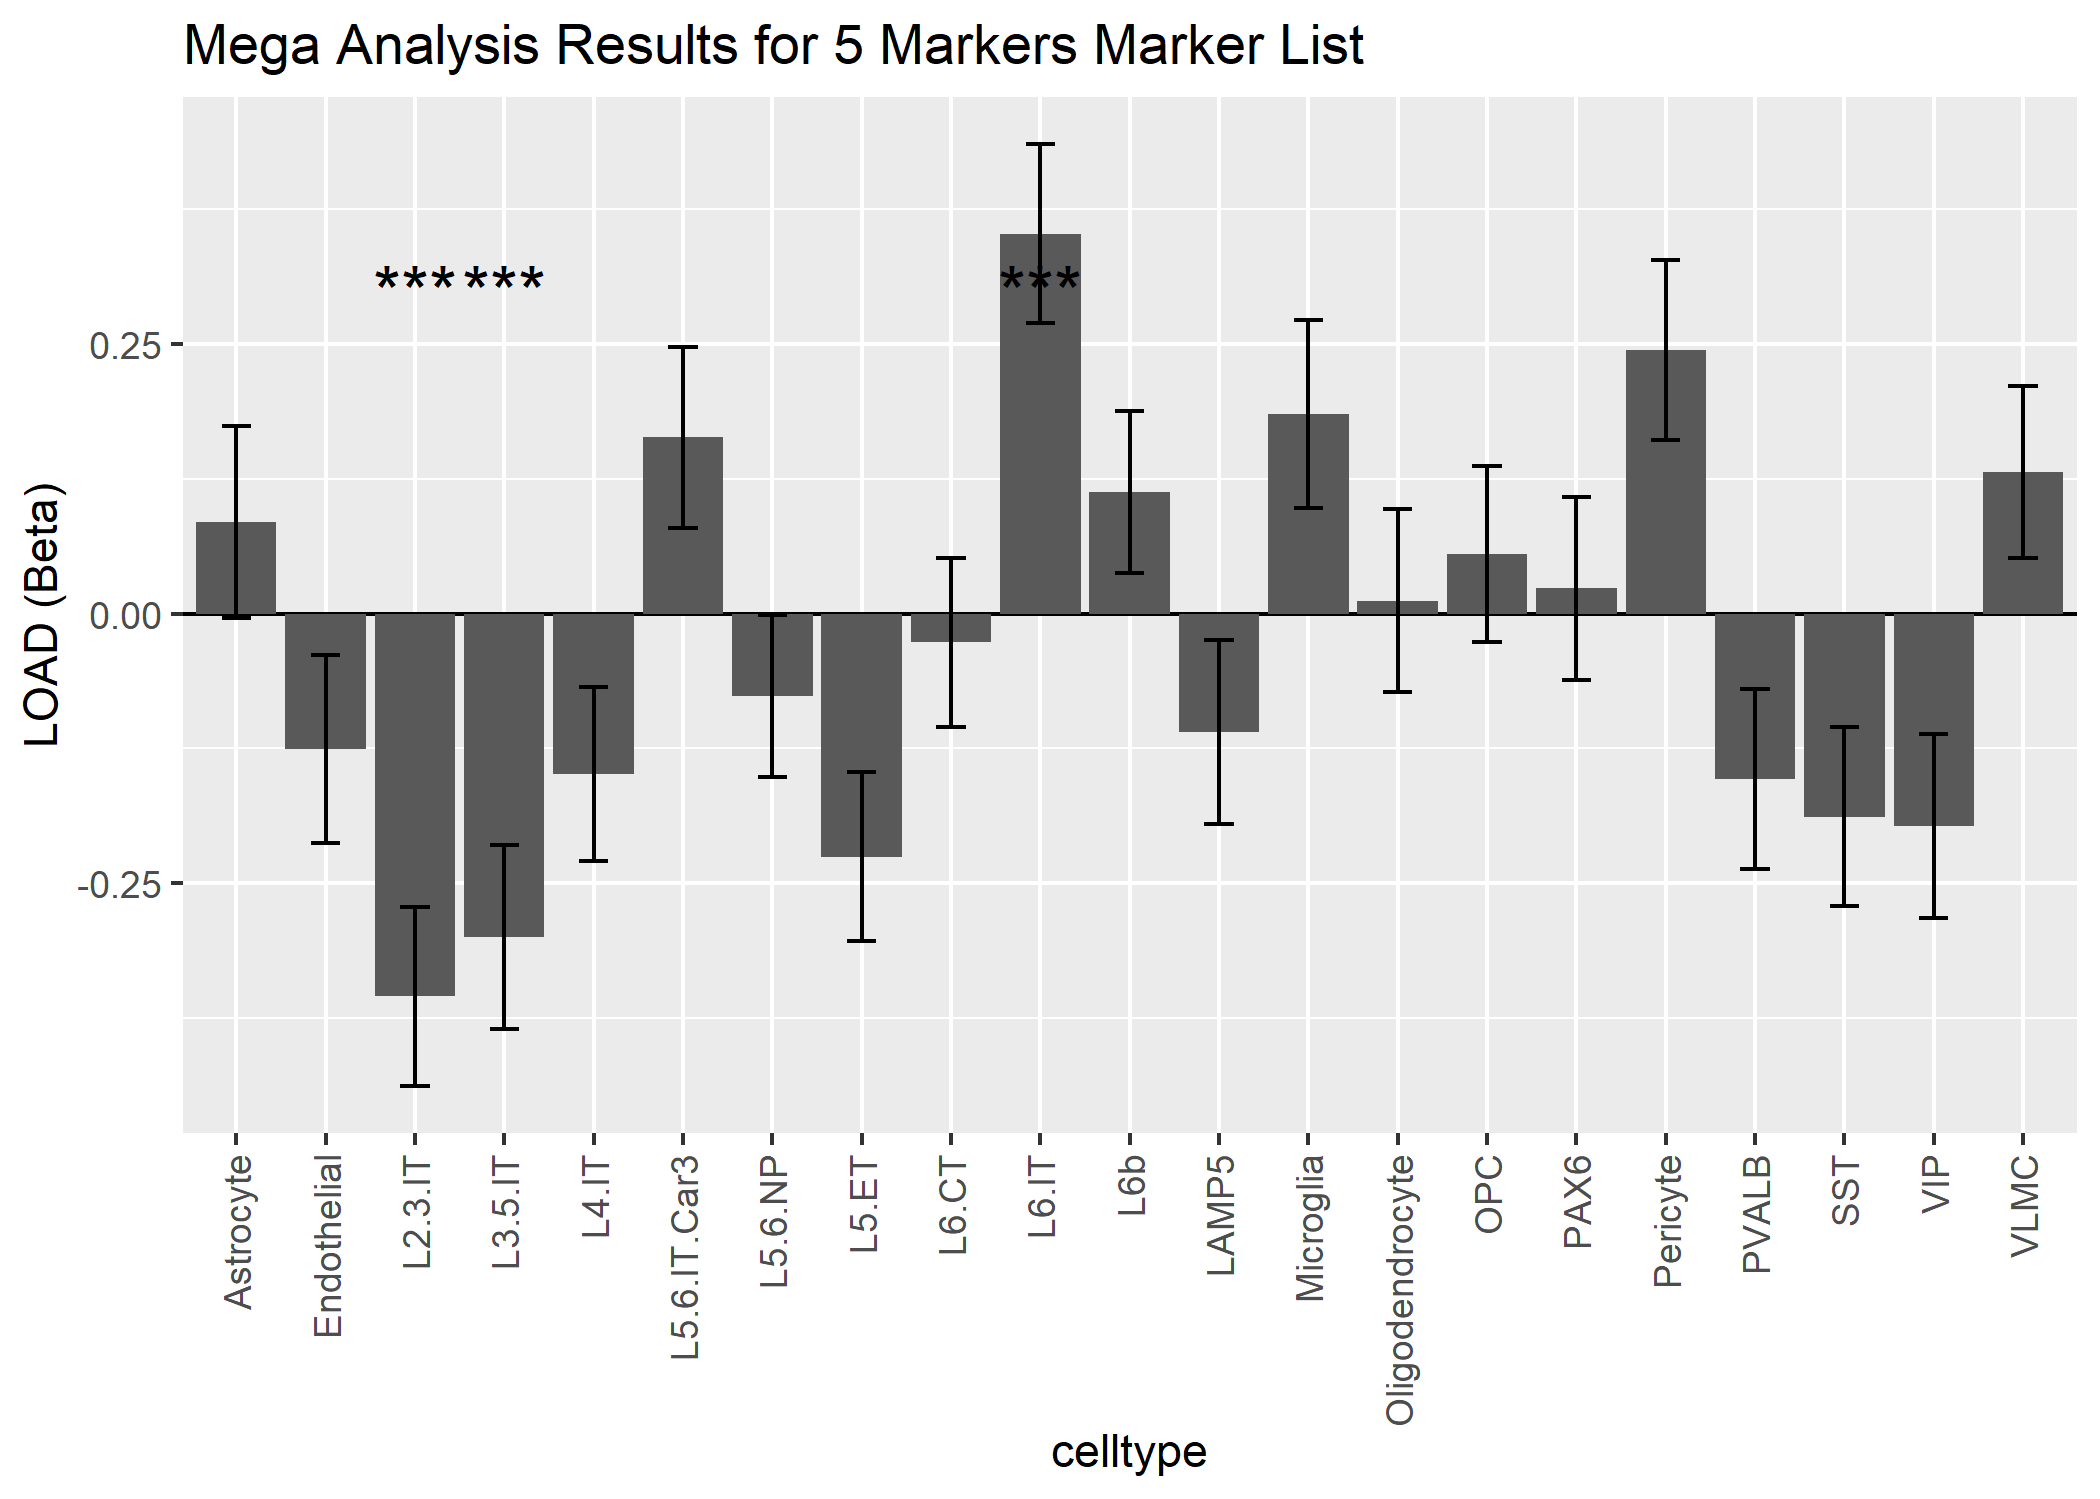 Mega Analysis Results for 5 Markers Marker List
LOAD (Beta)
0.25
0.00
-0.25
*** *** ***
Astrocyte
Endothelial
L2.3.IT
L3.5.IT
L4.IT
L5.6.IT.Car3
L5.6.NP
L5.ET
L6.CT
L6.IT
L6b
LAMP5
Microglia
Oligodendrocyte
OPC
PAX6
Pericyte
PVALB
SST
VIP
VLMC
celltype